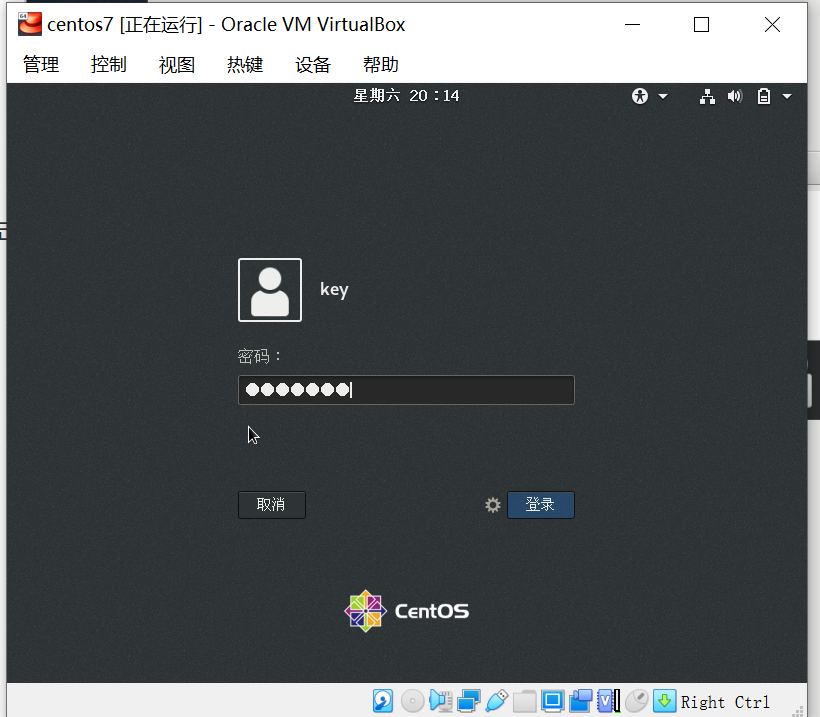 centos7 [正在运行] - Oracle VM VirtualBox
管理 控制 视图 热键 设备 帮助
星期六 20：14
key
密码：
取消 登录
CentOS
Right Ctrl